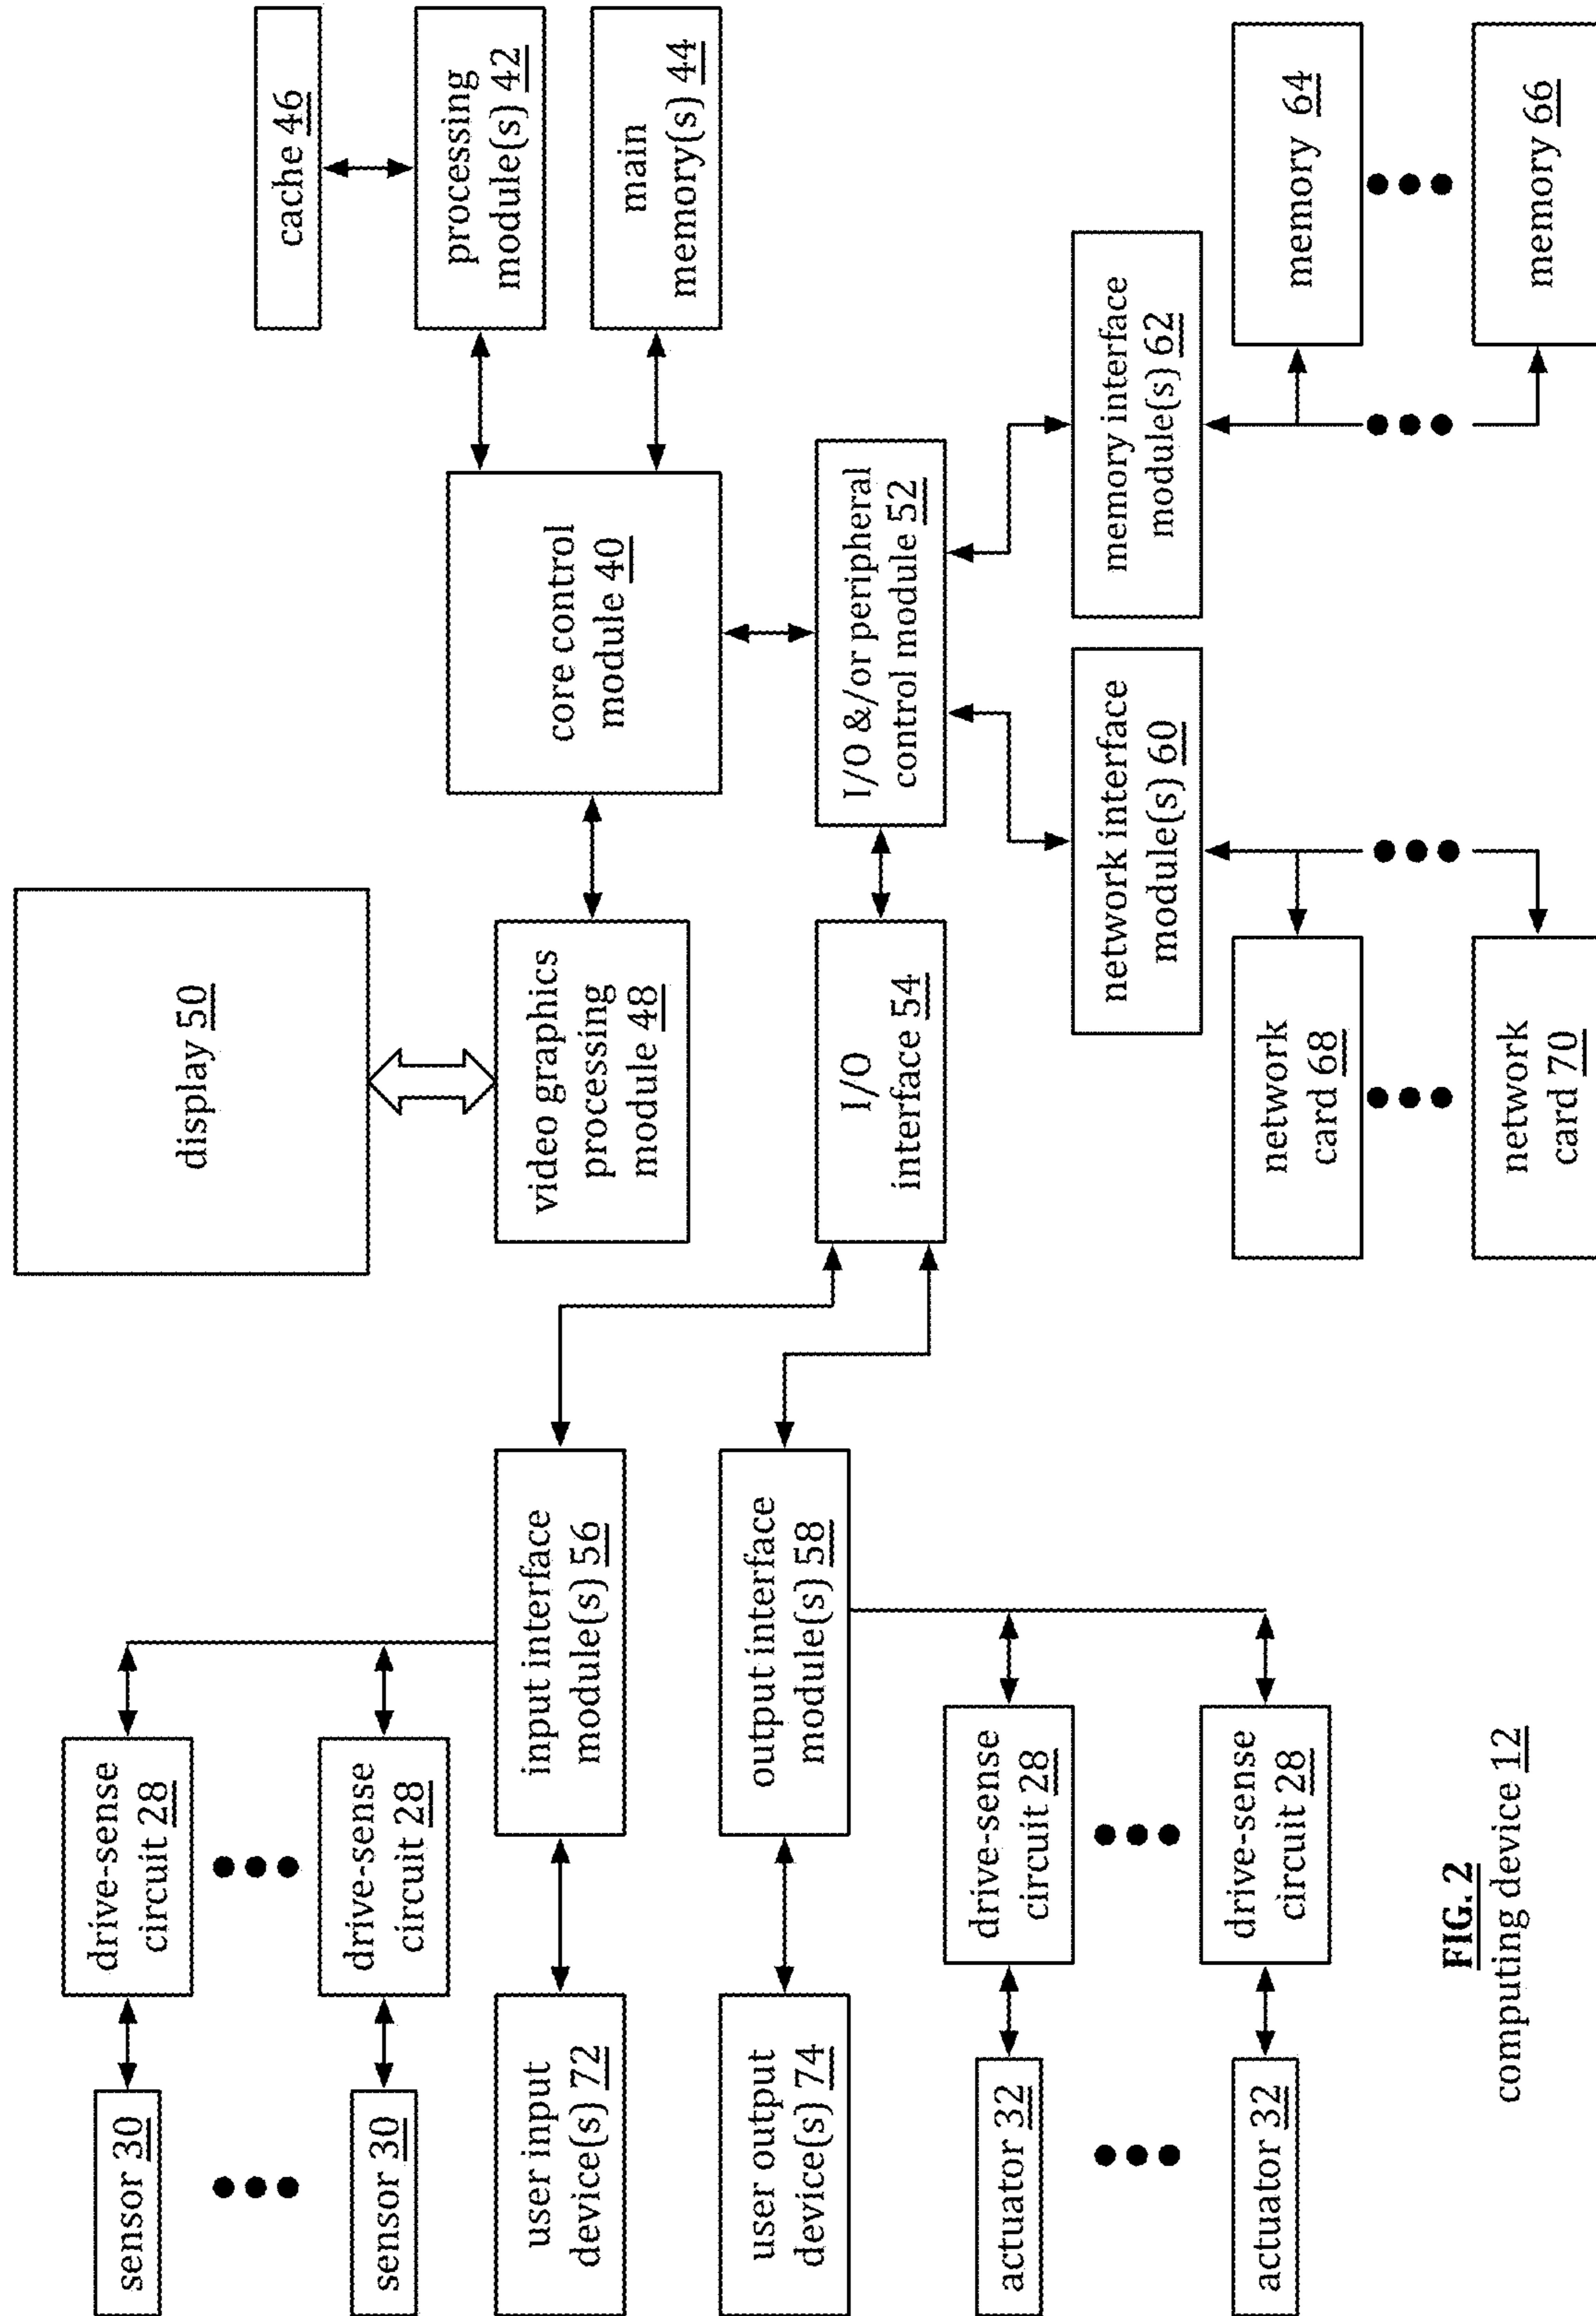 display 50
cache 46
processing
module(s) 42
main
memory(s) 44
core control
module 40
video graphics
processing
module 48
I/O &/or peripheral
control module 52
I/O
interface 54
sensor 30
drive-sense
circuit 28
sensor 30
drive-sense
circuit 28
user input
device(s) 72
input interface
module(s) 56
user output
device(s) 74
output interface
module(s) 58
actuator 32
drive-sense
circuit 28
actuator 32
drive-sense
circuit 28
network interface
module(s) 60
memory interface
module(s) 62
network
card 68
network
card 70
memory 64
memory 66
FIG. 2
computing device 12